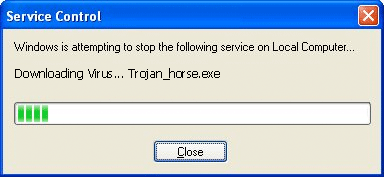 Service Control
Windows is attempting to stop the following service on Local Computer...
Downloading Virus... Trojan_horse.exe
Close